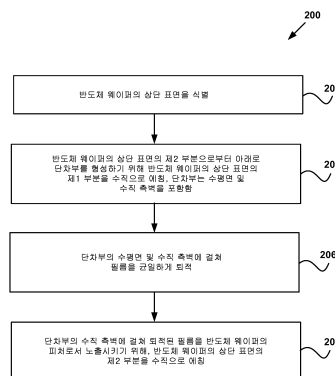 200
반도체 웨이퍼의 상단 표면을 식별
반도체 웨이퍼의 상단 표면의 제2 부분으로부터 아래로
단차부를 형성하기 위해 반도체 웨이퍼의 상단 표면의
제1 부분을 수직으로 에칭, 단차부는 수평면 및
수직 측벽을 포함함
단차부의 수평면 및 수직 측벽에 걸쳐
필름을 균일하게 퇴적
206
단차부의 수직 측벽에 걸쳐 퇴적된 필름을 반도체 웨이퍼의
피처로서 노출시키기 위해, 반도체 웨이퍼의 상단 표면의
제2 부분을 수직으로 에칭